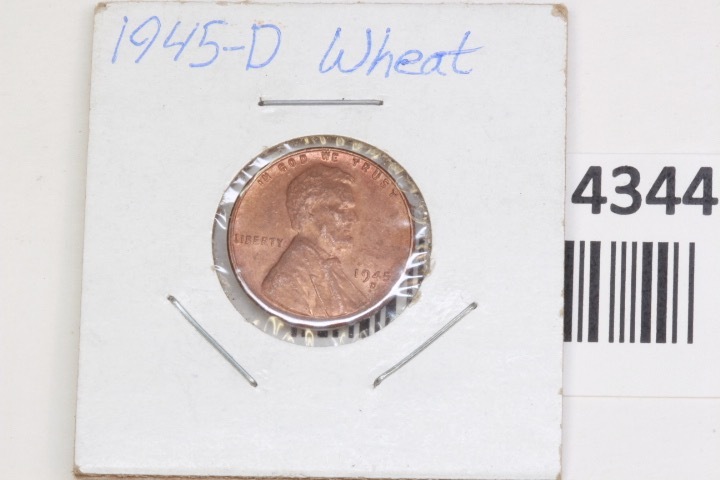 1945-D Wheat
IN GOD WE TRUST
4344
LIBERTY
1945
D